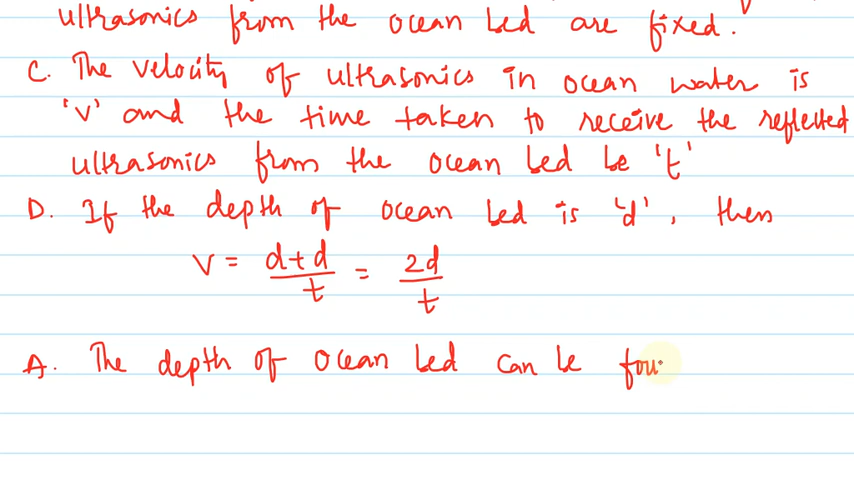 ultrasonics from the ocean bed are fixed.
C. The velocity of ultrasonics in ocean water is
'v' and the time taken to receive the reflected
ultrasonics from the ocean bed be 't'
D. If the depth of ocean bed is 'd', then
V = d+d/t = 2d/t
A. The depth of ocean bed can be fou